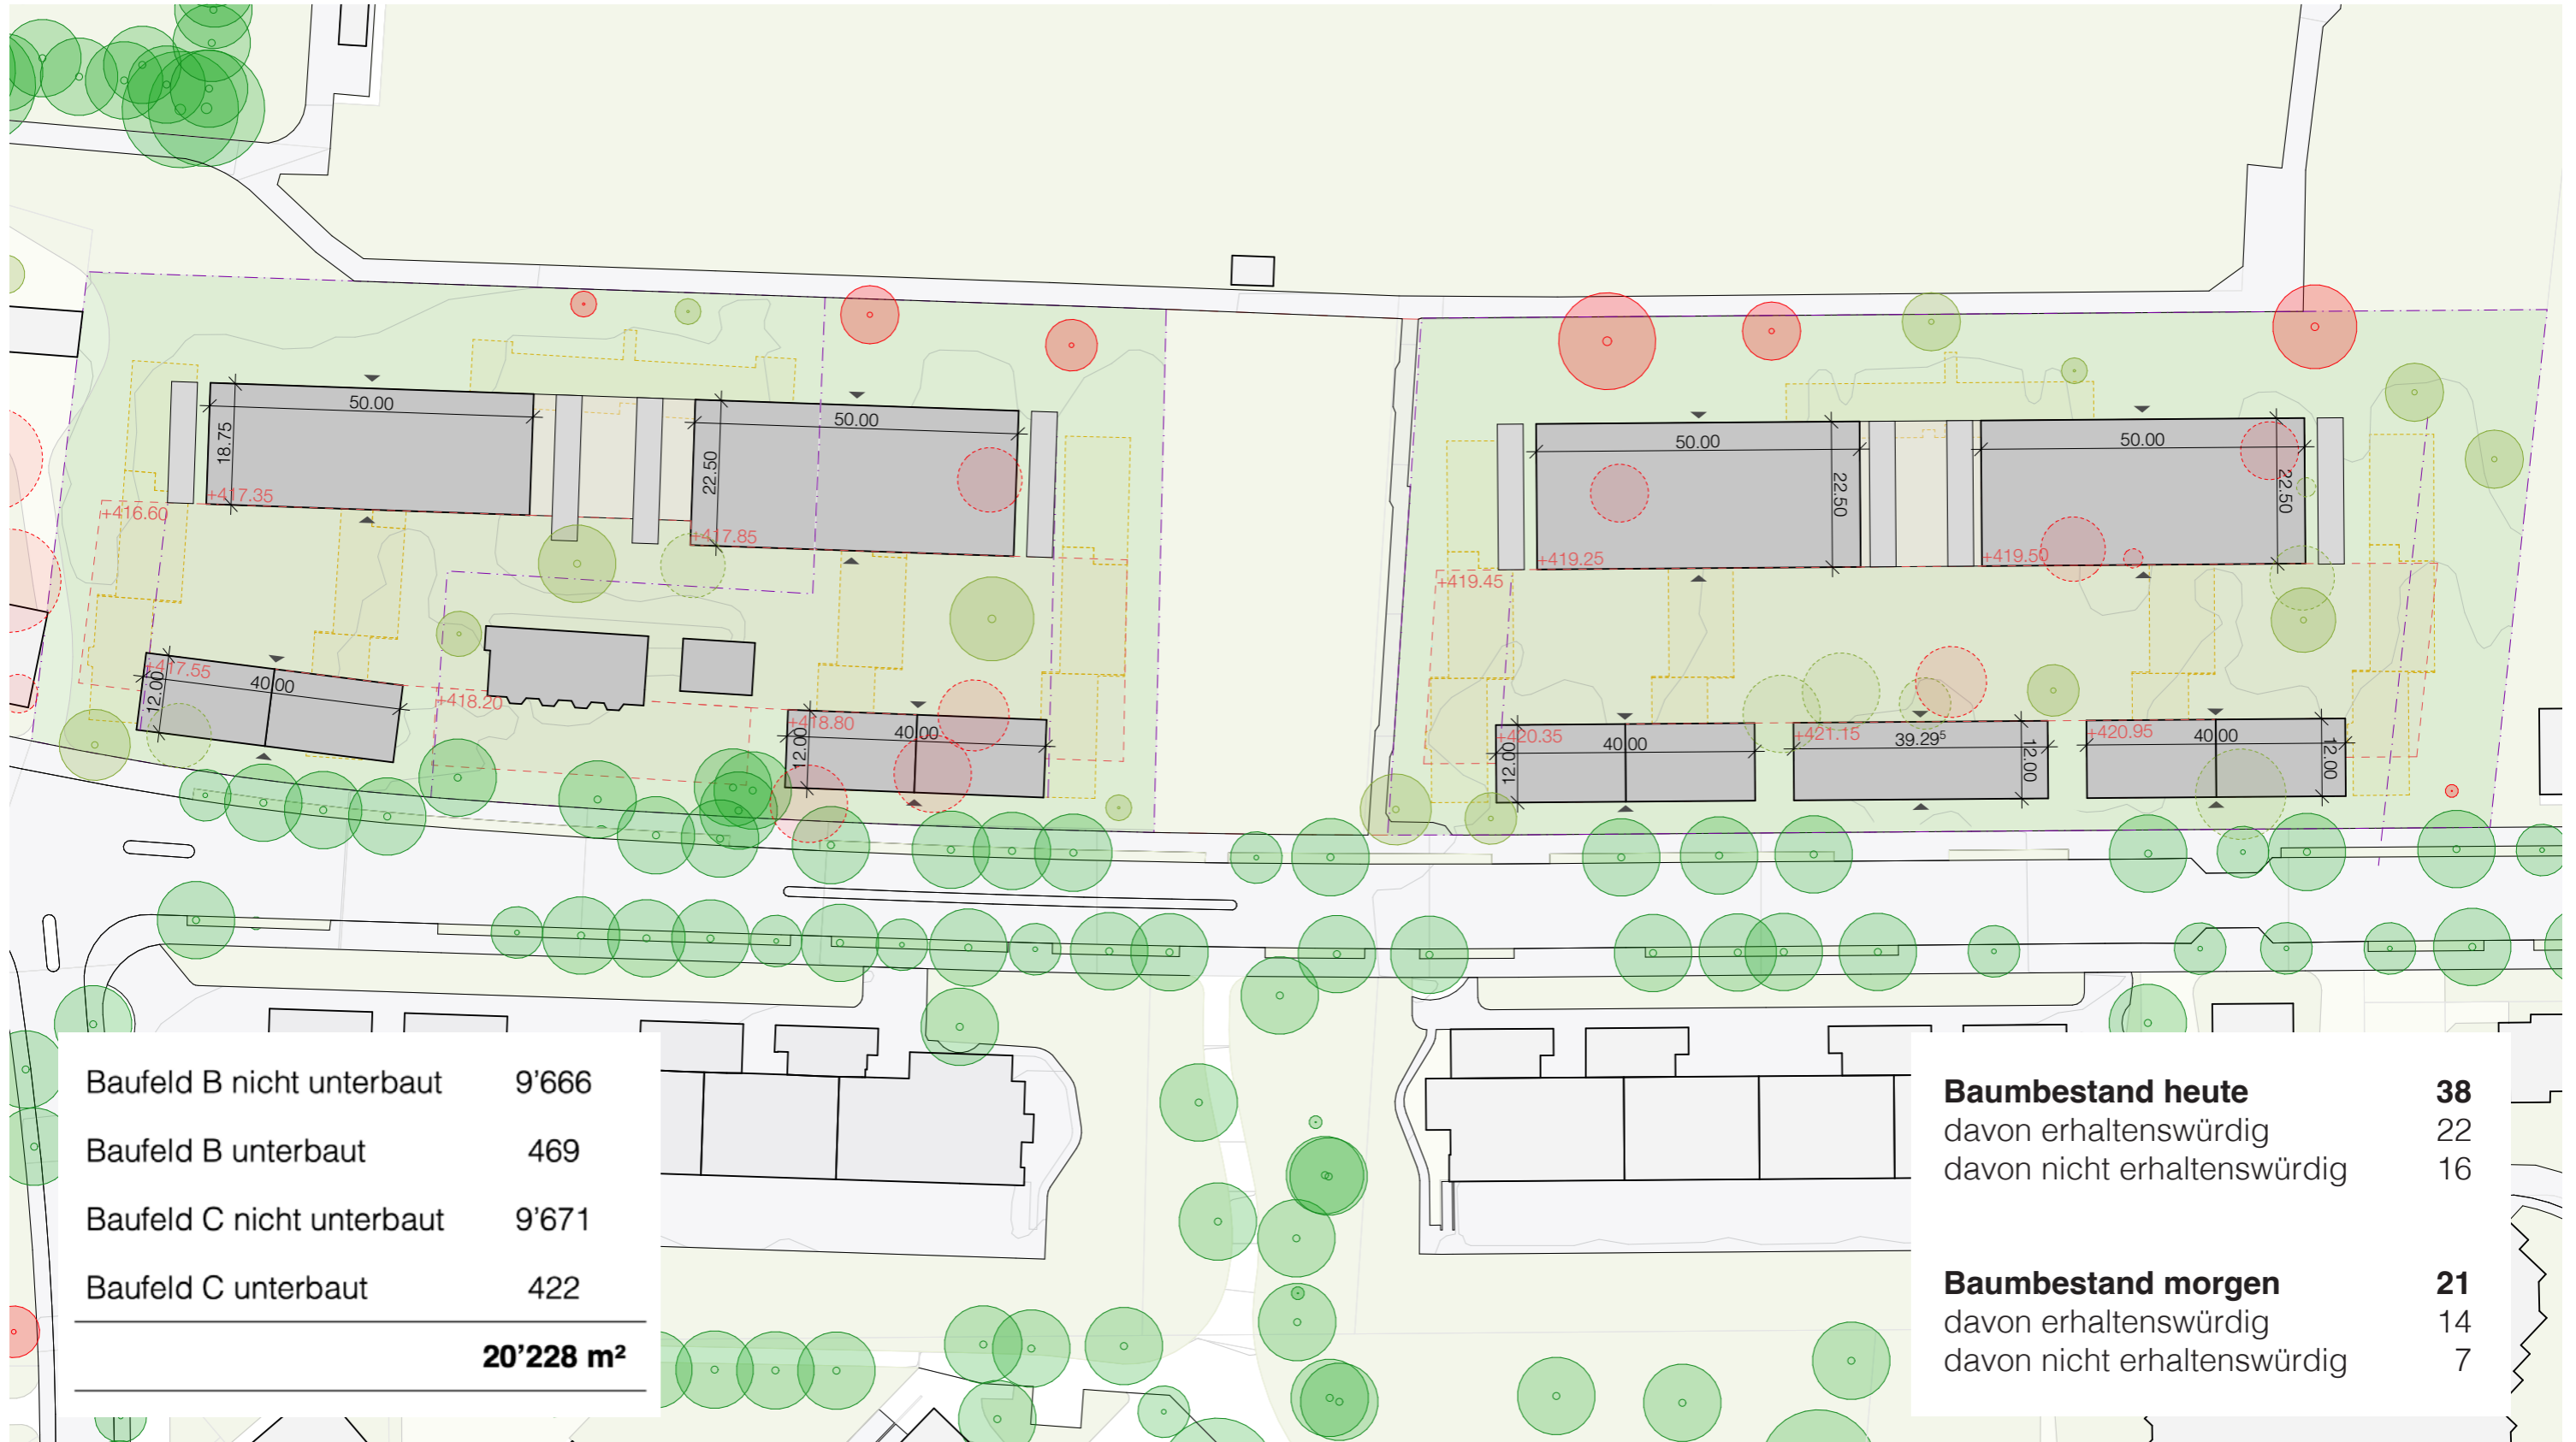 50.00
18.75
+417.35
+416.60
50.00
22.50
+417.85
50.00
22.50
+419.25
+419.45
50.00
22.50
+419.50
+417.55
12.00
40.00
+418.20
+418.80
12.00
40.00
+420.35
12.00
40.00
+421.15
39.29⁵
12.00
+420.95
40.00
12.00
Baufeld B nicht unterbaut 9’666
Baufeld B unterbaut 469
Baufeld C nicht unterbaut 9’671
Baufeld C unterbaut 422
20’228 m²
Baumbestand heute 38
davon erhaltenswürdig 22
davon nicht erhaltenswürdig 16
Baumbestand morgen 21
davon erhaltenswürdig 14
davon nicht erhaltenswürdig 7